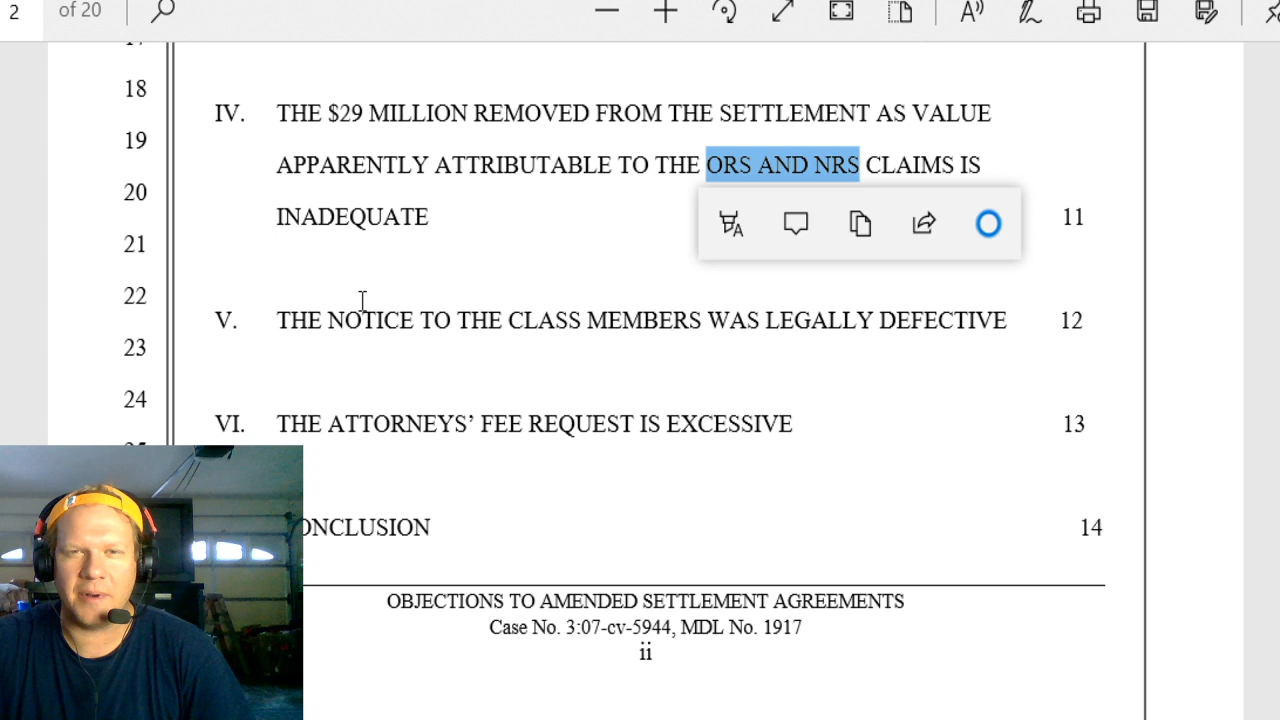 2 of 20
18
IV. THE $29 MILLION REMOVED FROM THE SETTLEMENT AS VALUE
19
APPARENTLY ATTRIBUTABLE TO THE ORS AND NRS CLAIMS IS
20
INADEQUATE 11
21
22
V. THE NOTICE TO THE CLASS MEMBERS WAS LEGALLY DEFECTIVE 12
23
24
VI. THE ATTORNEYS’ FEE REQUEST IS EXCESSIVE 13
ONCLUSION 14
OBJECTIONS TO AMENDED SETTLEMENT AGREEMENTS
Case No. 3:07-cv-5944, MDL No. 1917
ii